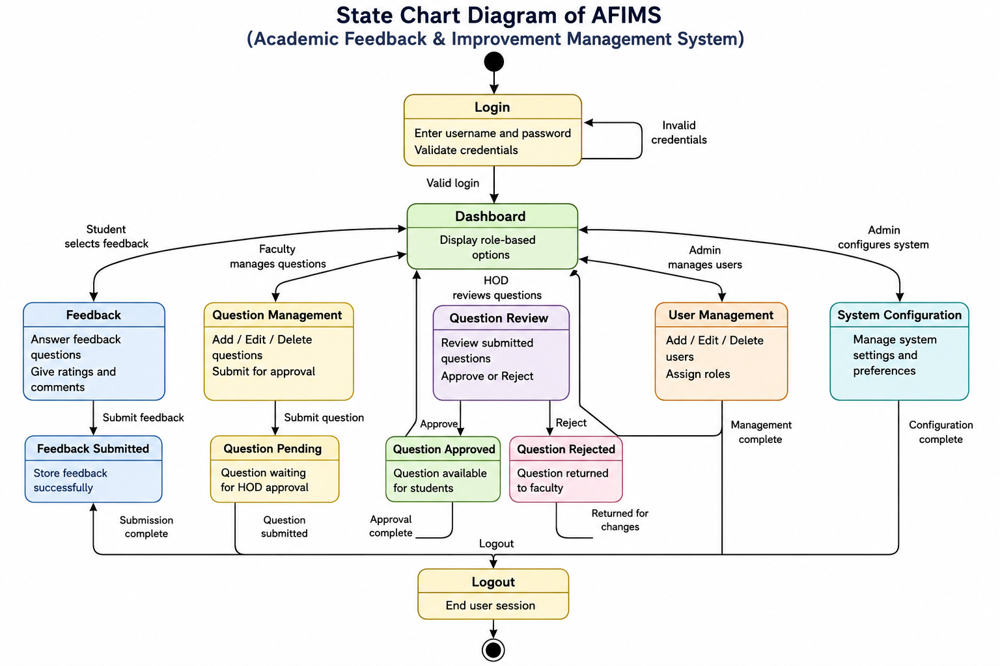 State Chart Diagram of AFIMS
(Academic Feedback & Improvement Management System)
Login
Enter username and password
Validate credentials
Invalid
credentials
Valid login
Dashboard
Display role-based
options
Student
selects feedback
Faculty
manages questions
HOD
reviews questions
Admin
manages users
Admin
configures system
Feedback
Answer feedback
questions
Give ratings and
comments
Question Management
Add / Edit / Delete
questions
Submit for approval
Question Review
Review submitted
questions
Approve or Reject
User Management
Add / Edit / Delete
users
Assign roles
System Configuration
Manage system
settings and
preferences
Submit feedback
Submit question
Approve
Reject
Management
complete
Configuration
complete
Feedback Submitted
Store feedback
successfully
Question Pending
Question waiting
for HOD approval
Question Approved
Question available
for students
Question Rejected
Question returned
to faculty
Submission
complete
Question
submitted
Approval
complete
Returned for
changes
Logout
Logout
End user session